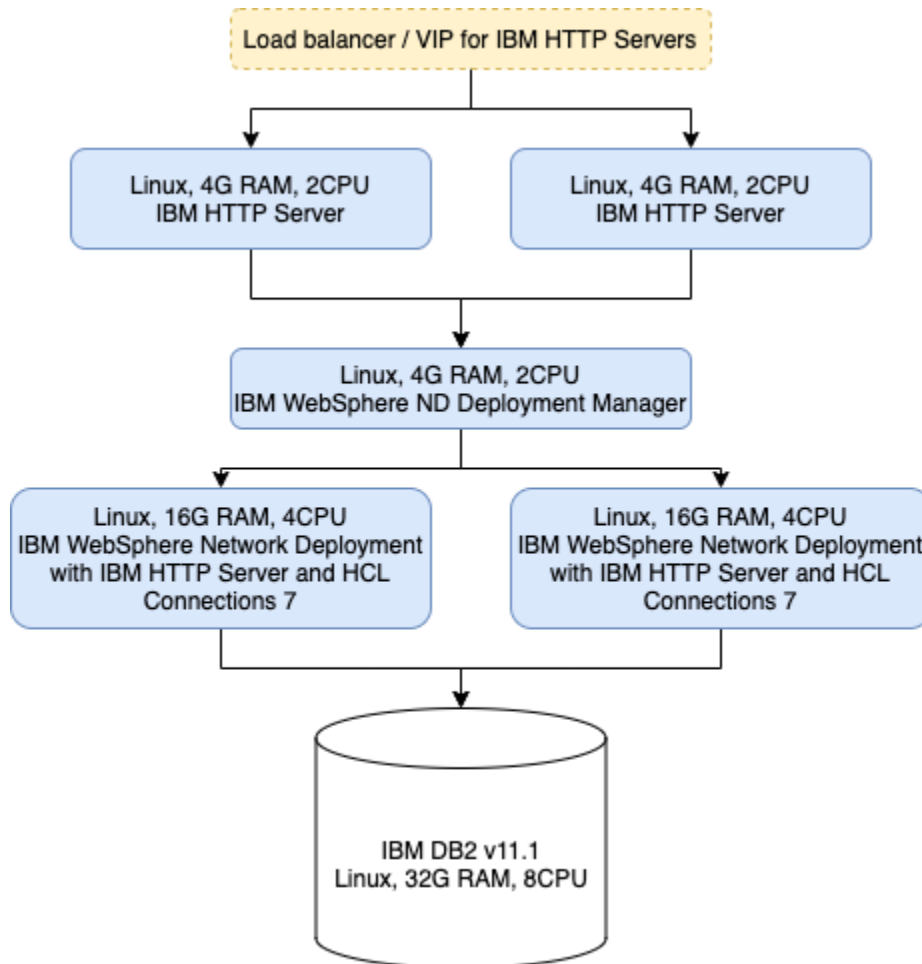 Load balancer / VIP for IBM HTTP Servers
Linux, 4G RAM, 2CPU
IBM HTTP Server
Linux, 4G RAM, 2CPU
IBM HTTP Server
Linux, 4G RAM, 2CPU
IBM WebSphere ND Deployment Manager
Linux, 16G RAM, 4CPU
IBM WebSphere Network Deployment
with IBM HTTP Server and HCL
Connections 7
Linux, 16G RAM, 4CPU
IBM WebSphere Network Deployment
with IBM HTTP Server and HCL
Connections 7
IBM DB2 v11.1
Linux, 32G RAM, 8CPU